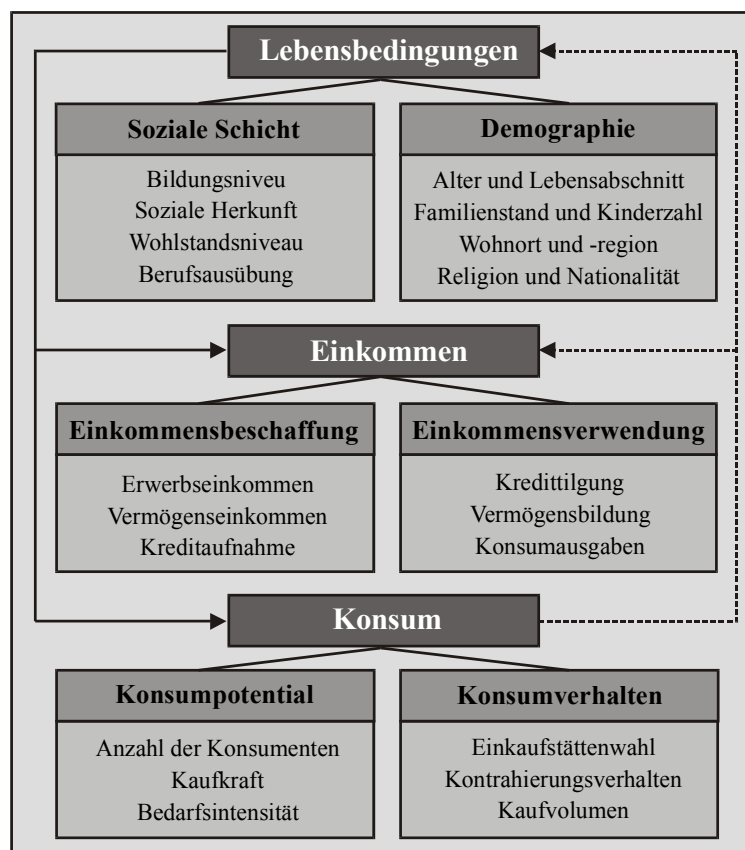 Lebensbedingungen
Soziale Schicht
Bildungsniveu
Soziale Herkunft
Wohlstandsniveau
Berufsausübung
Demographie
Alter und Lebensabschnitt
Familienstand und Kinderzahl
Wohnort und -region
Religion und Nationalität
Einkommen
Einkommensbeschaffung
Erwerbseinkommen
Vermögenseinkommen
Kreditaufnahme
Einkommensverwendung
Kredittilgung
Vermögensbildung
Konsumausgaben
Konsum
Konsumpotential
Anzahl der Konsumenten
Kaufkraft
Bedarfsintensität
Konsumverhalten
Einkaufstättenwahl
Kontrahierungsverhalten
Kaufvolumen